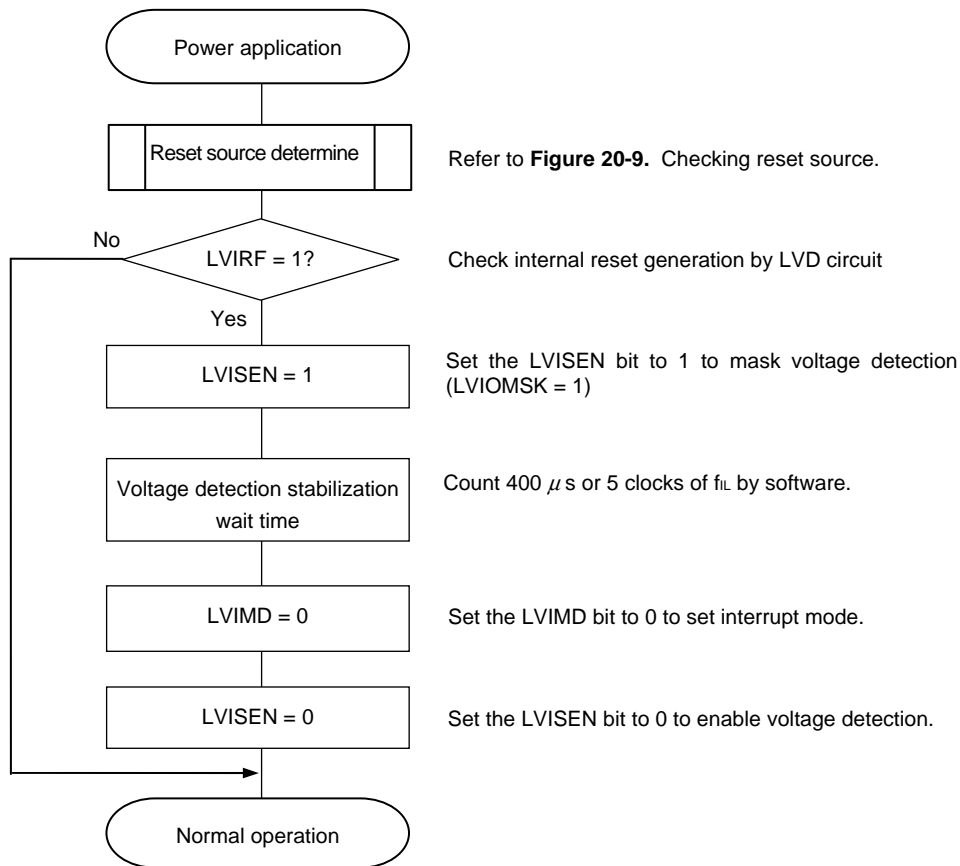 Power application
Reset source determine
Refer to Figure 20-9.  Checking reset source.
No
LVIRF = 1?
Check internal reset generation by LVD circuit
Yes
LVISEN = 1
Set the LVISEN bit to 1 to mask voltage detection
(LVIOMSK = 1)
Voltage detection stabilization
wait time
Count 400 μ s or 5 clocks of fIL by software.
LVIMD = 0
Set the LVIMD bit to 0 to set interrupt mode.
LVISEN = 0
Set the LVISEN bit to 0 to enable voltage detection.
Normal operation